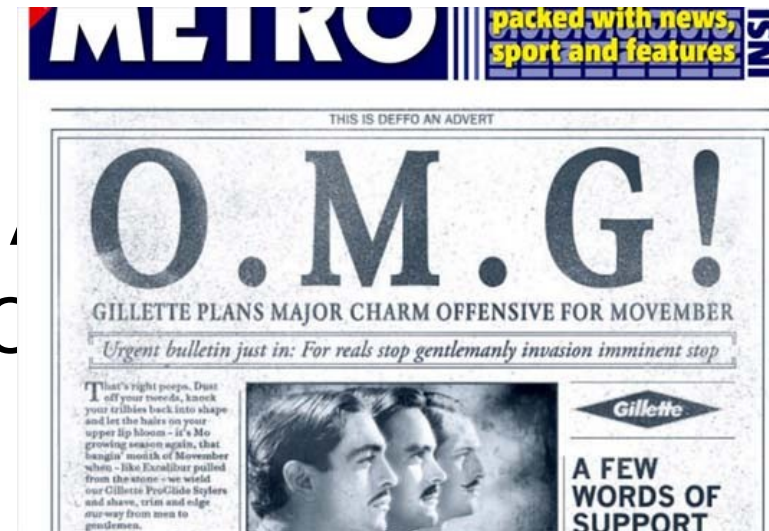 METRO
packed with news,
sport and features
THIS IS DEFFO AN ADVERT
O.M.G!
GILLETTE PLANS MAJOR CHARM OFFENSIVE FOR MOVEMBER
Urgent bulletin just in: For reals stop gentlemanly invasion imminent stop
That's right peeps. Dust
off your tweeds, knock
your trilbies back into shape
and let the hairs on your
upper lip bloom – it's Mo
growing season again, that
bangin' month of Movember
when – like Excalibur pulled
from the stone – we wield
our Gillette ProGlide Stylers
and shave, trim and edge
our way from men to
gentlemen.
Gillette
A FEW
WORDS OF
SUPPORT